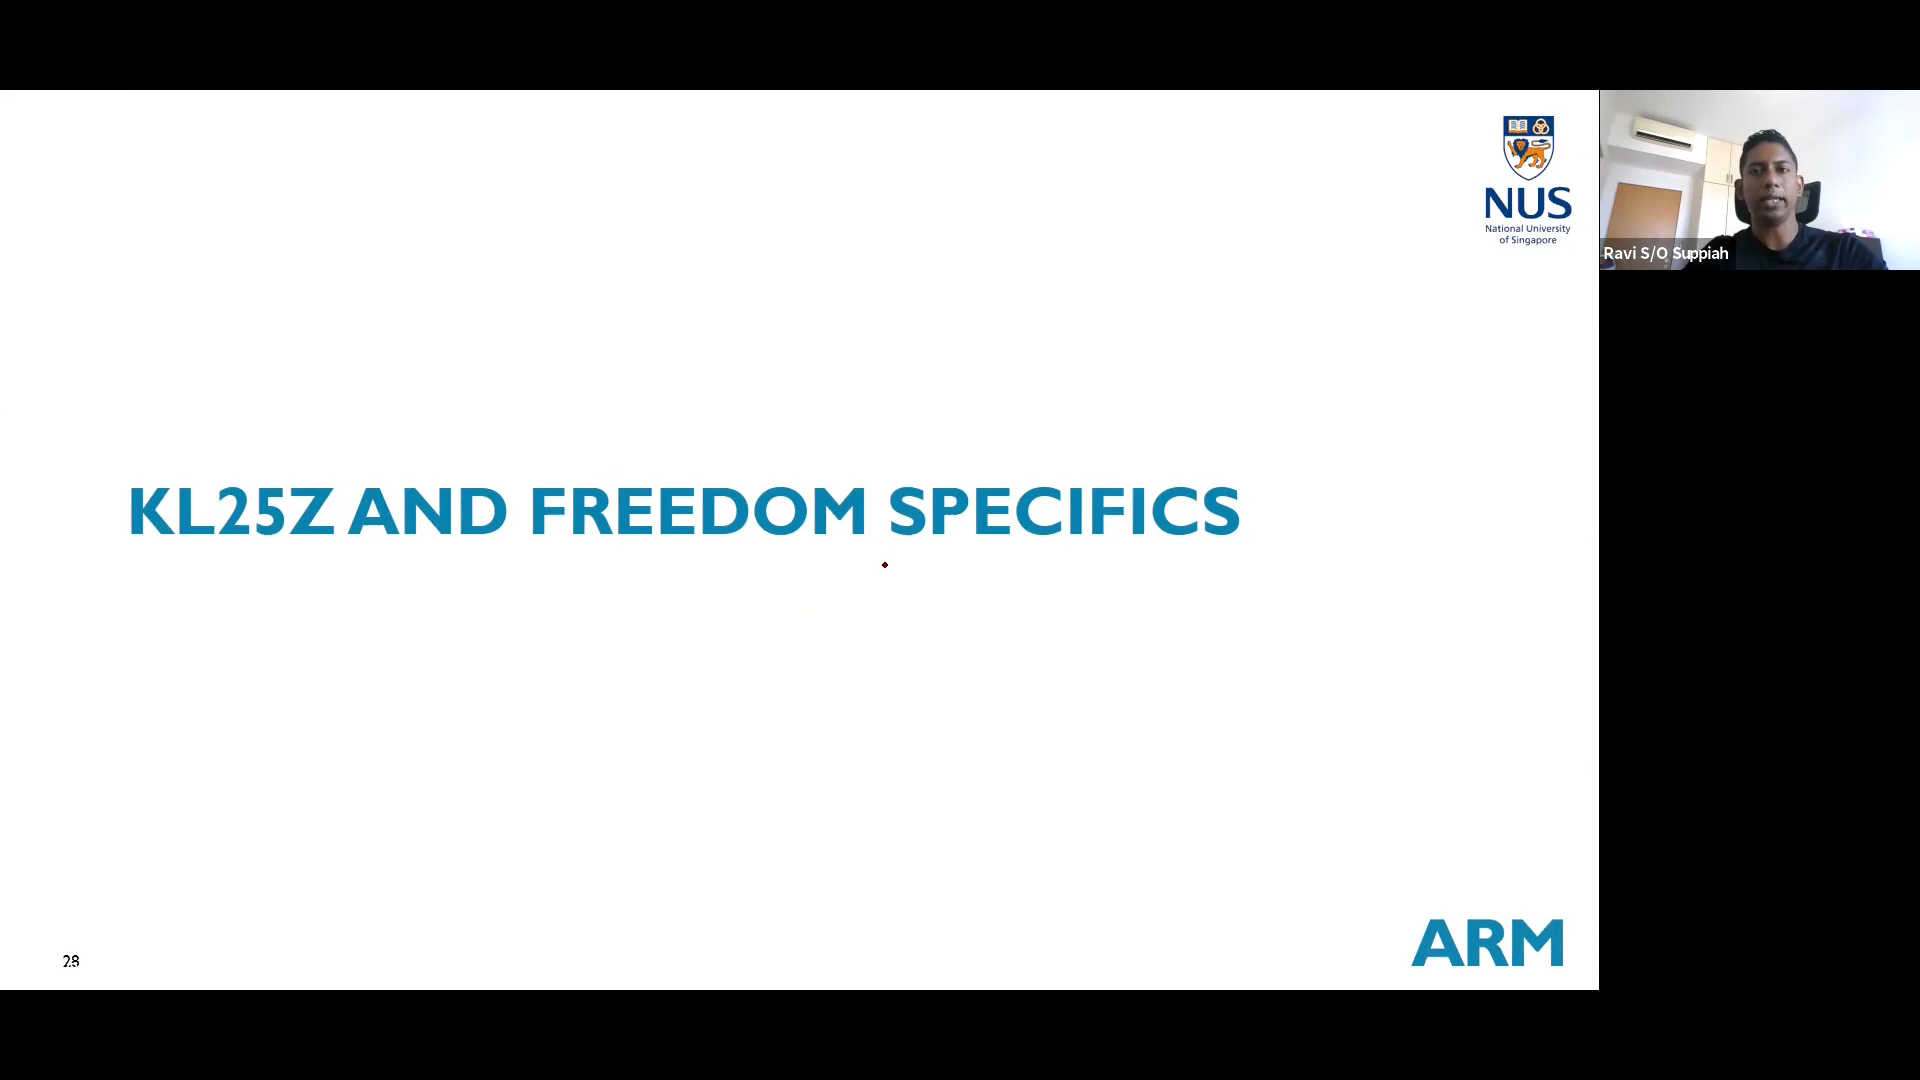 NUS
National University
of Singapore
Ravi S/O Suppiah
KL25Z AND FREEDOM SPECIFICS
ARM
28